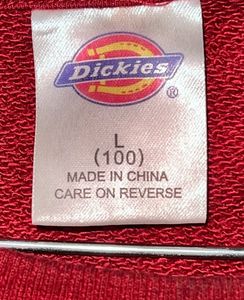 Dickies
®
L
(100)
MADE IN CHINA
CARE ON REVERSE